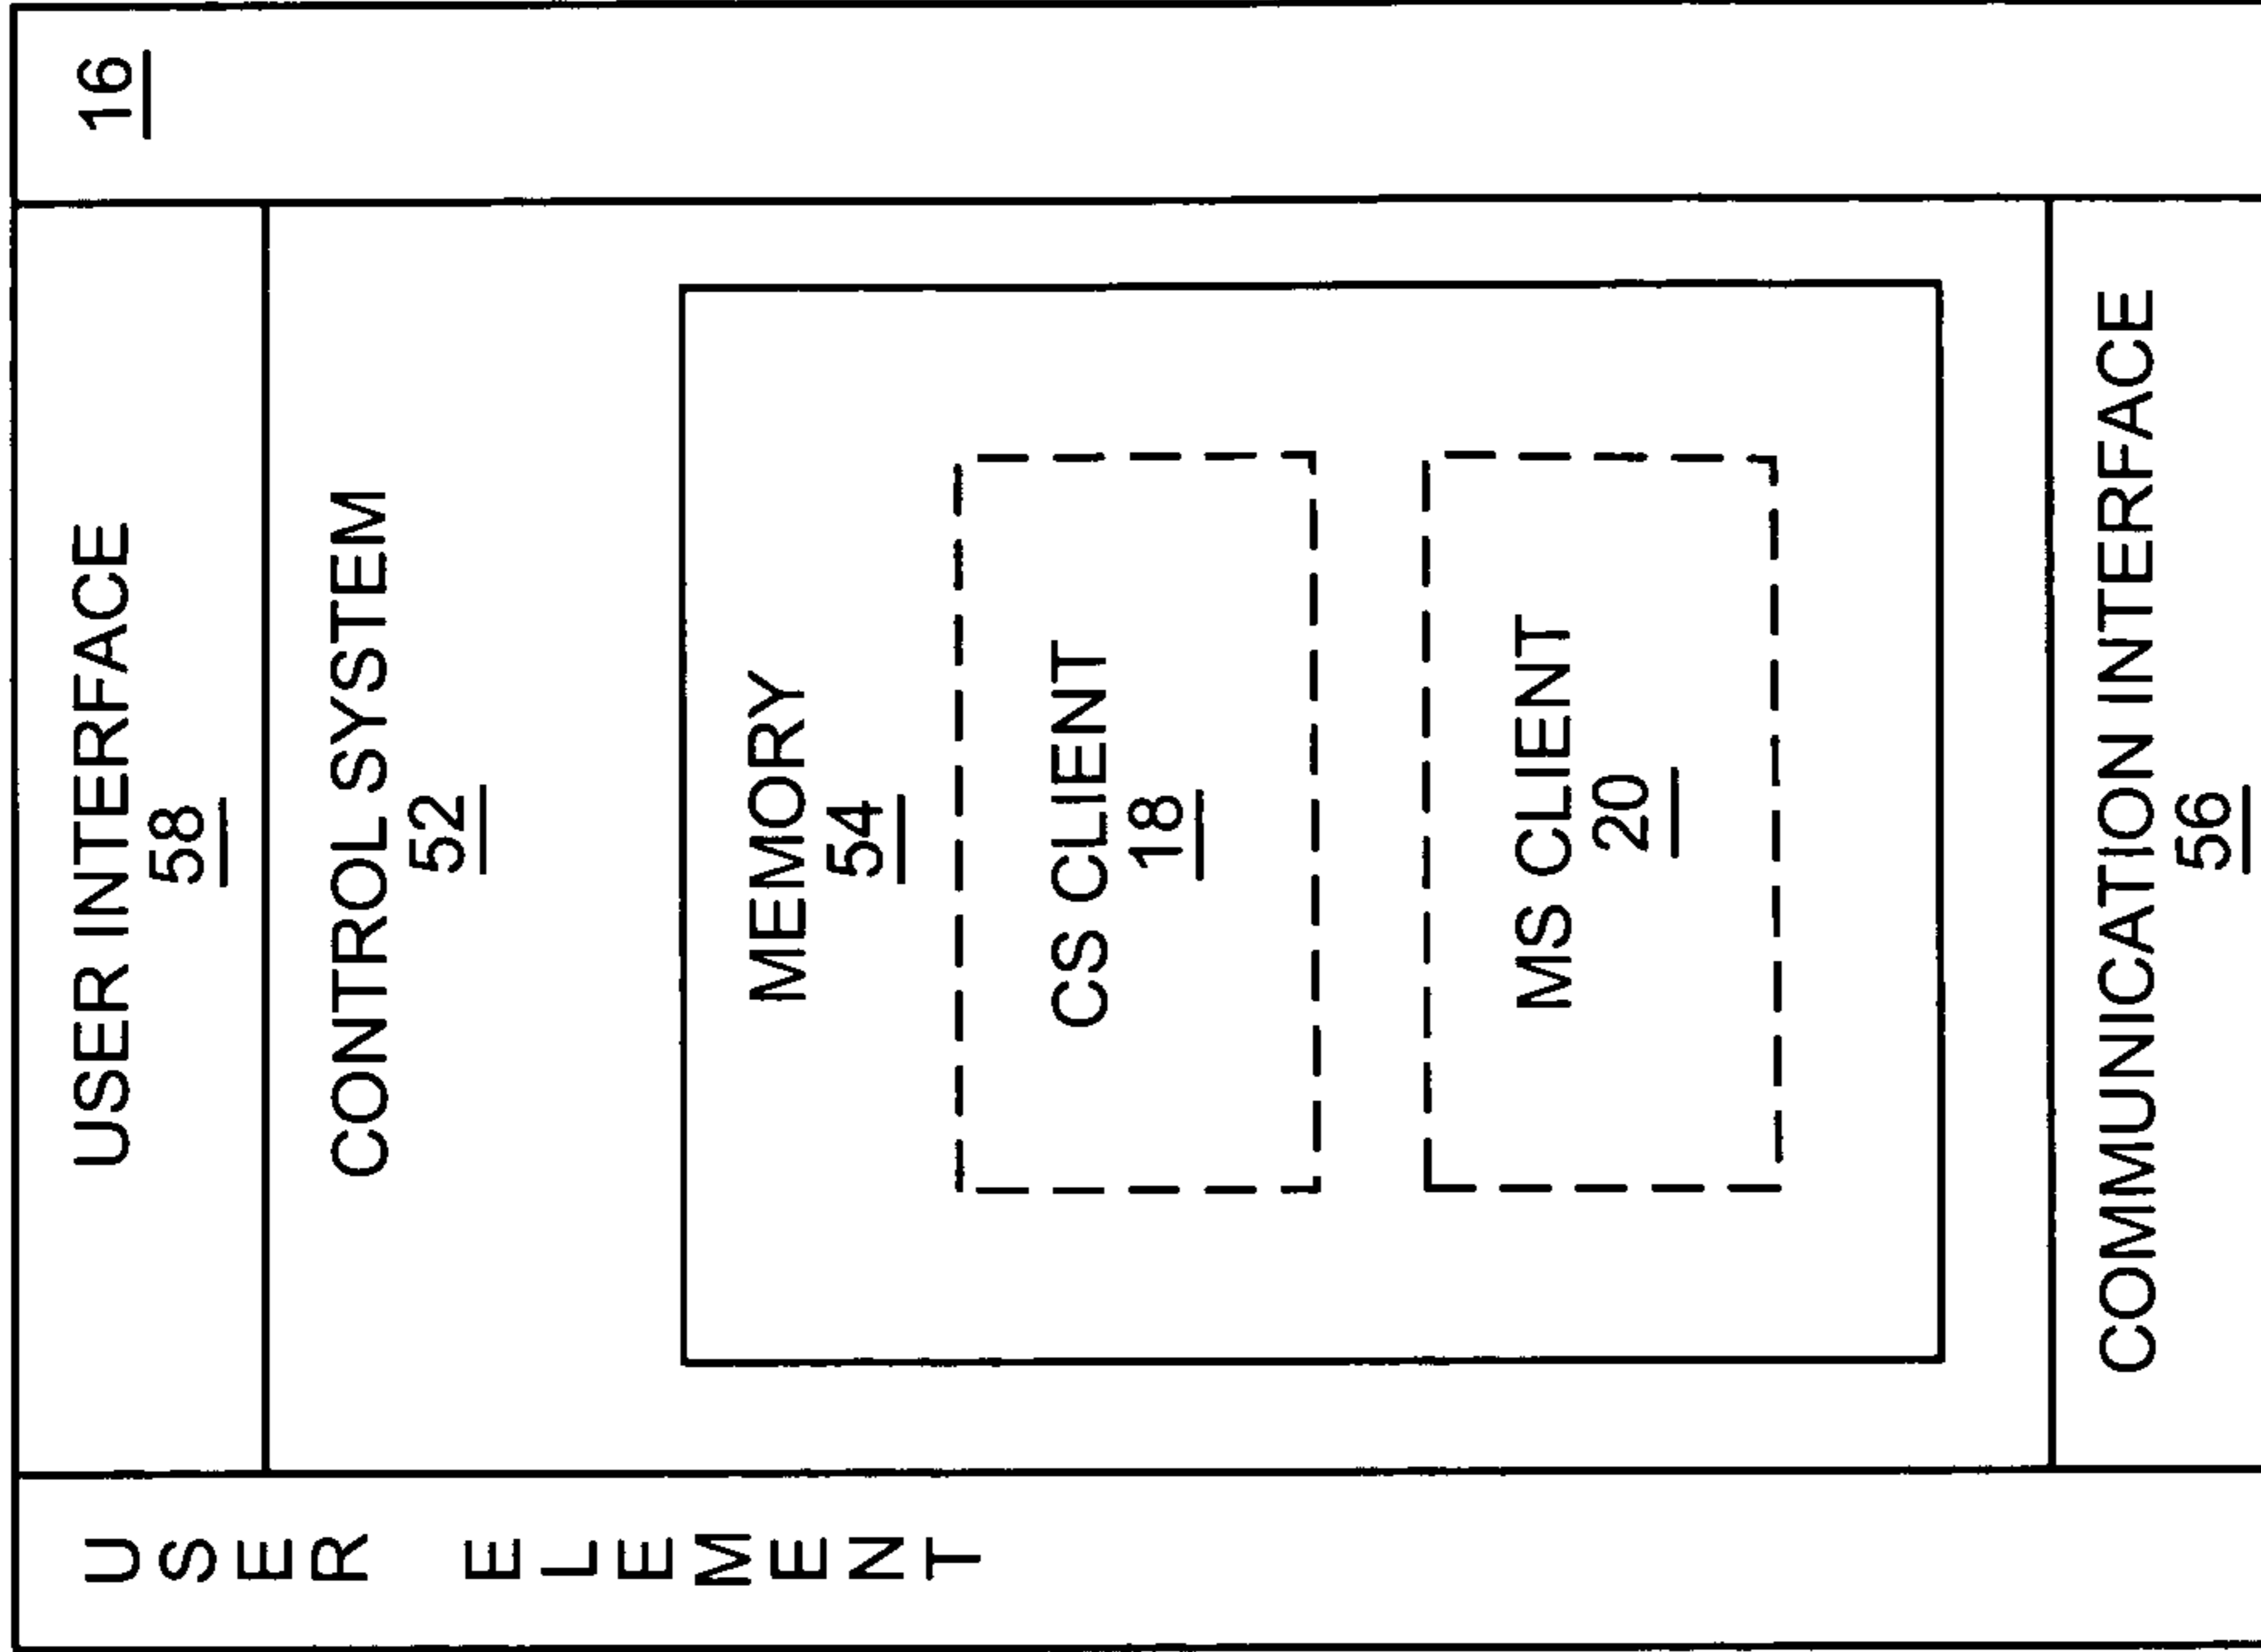 USER ELEMENT
16
USER INTERFACE
58
CONTROL SYSTEM
52
MEMORY
54
CS CLIENT
18
MS CLIENT
20
COMMUNICATION INTERFACE
56